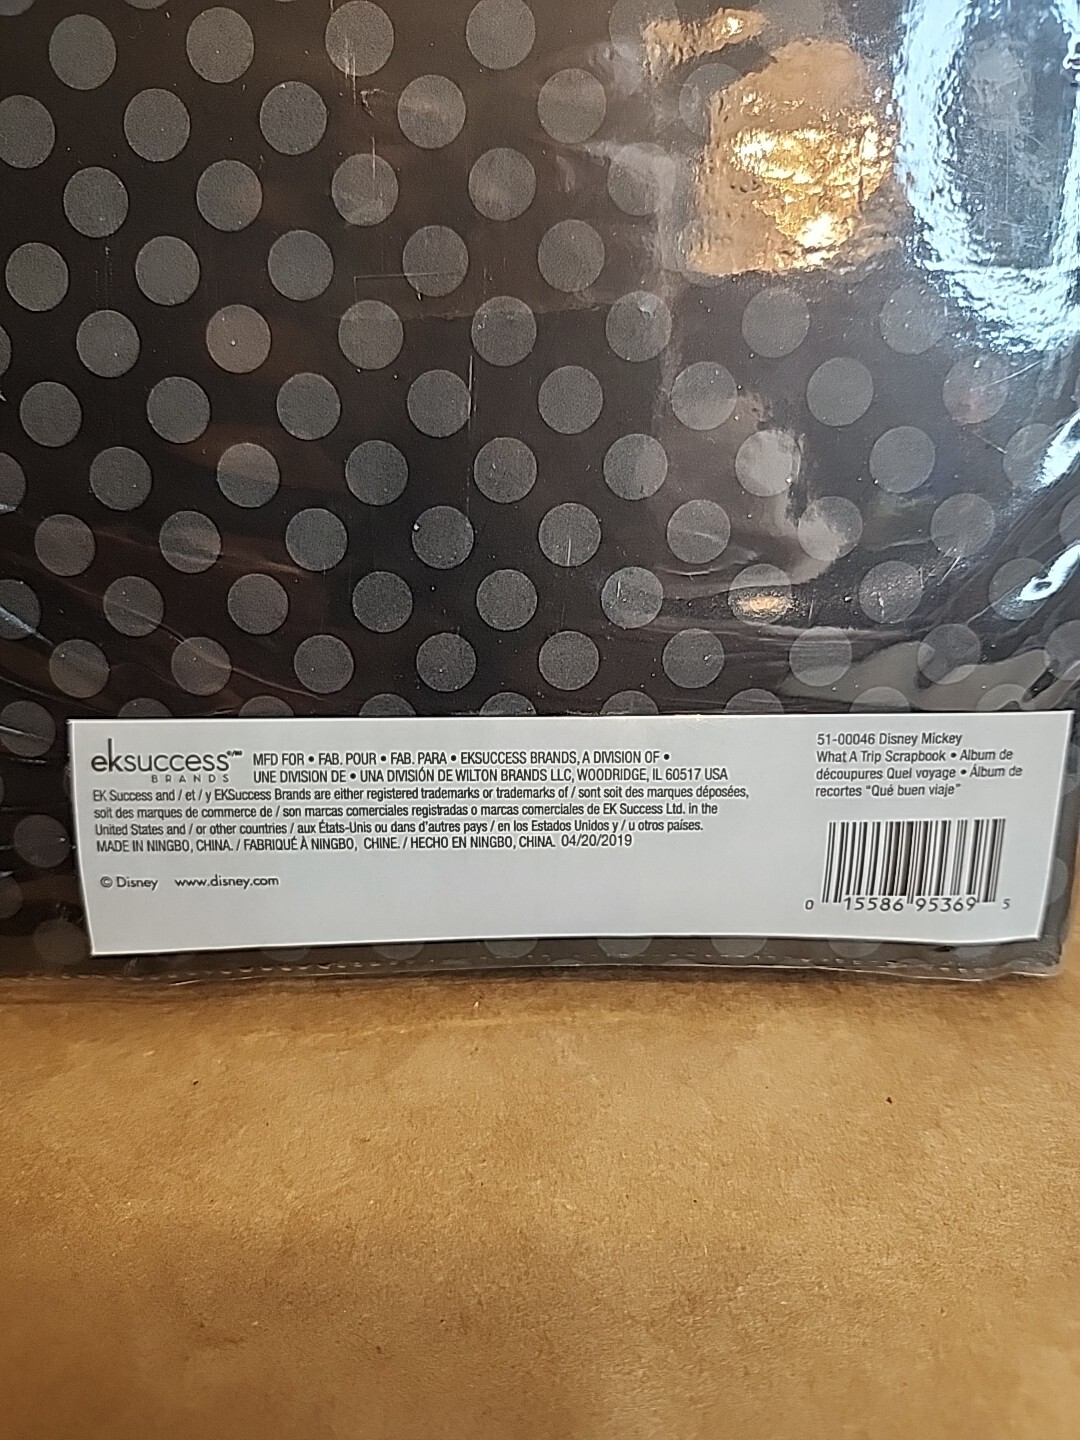 eksuccess
BRANDS
MFD FOR • FAB. POUR • FAB. PARA • EKSUCCESS BRANDS, A DIVISION OF •
UNE DIVISION DE • UNA DIVISIÓN DE WILTON BRANDS LLC, WOODRIDGE, IL 60517 USA
EK Success and / et / y EKSuccess Brands are either registered trademarks or trademarks of / sont soit des marques déposées,
soit des marques de commerce de / son marcas comerciales registradas o marcas comerciales de EK Success Ltd. in the
United States and / or other countries / aux États-Unis ou dans d'autres pays / en los Estados Unidos y / u otros países.
MADE IN NINGBO, CHINA. / FABRIQUÉ À NINGBO, CHINE. / HECHO EN NINGBO, CHINA. 04/20/2019
© Disney www.disney.com
51-00046 Disney Mickey
What A Trip Scrapbook • Album de
découpures Quel voyage • Álbum de
recortes "Qué buen viaje"
0 15586 95369 5